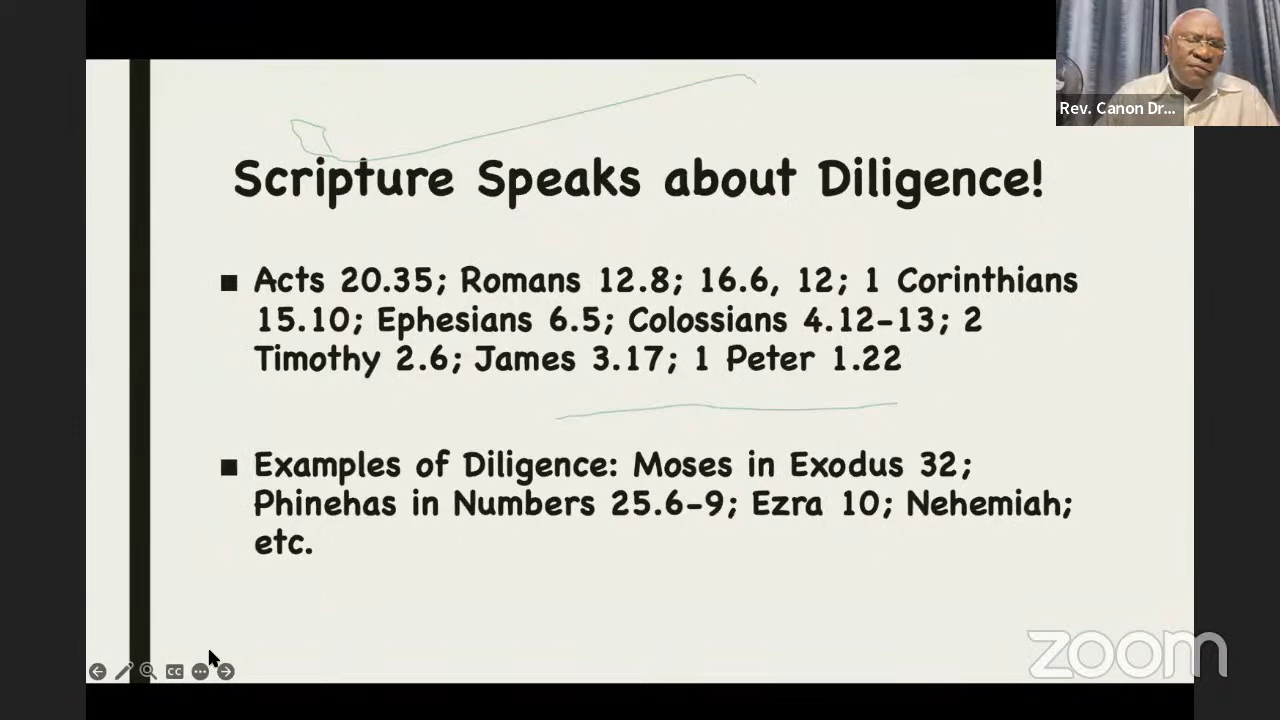 Rev. Canon Dr...
Scripture Speaks about Diligence!
■ Acts 20.35; Romans 12.8; 16.6, 12; 1 Corinthians
15.10; Ephesians 6.5; Colossians 4.12-13; 2
Timothy 2.6; James 3.17; 1 Peter 1.22
■ Examples of Diligence: Moses in Exodus 32;
Phinehas in Numbers 25.6-9; Ezra 10; Nehemiah;
etc.
CC
zoom